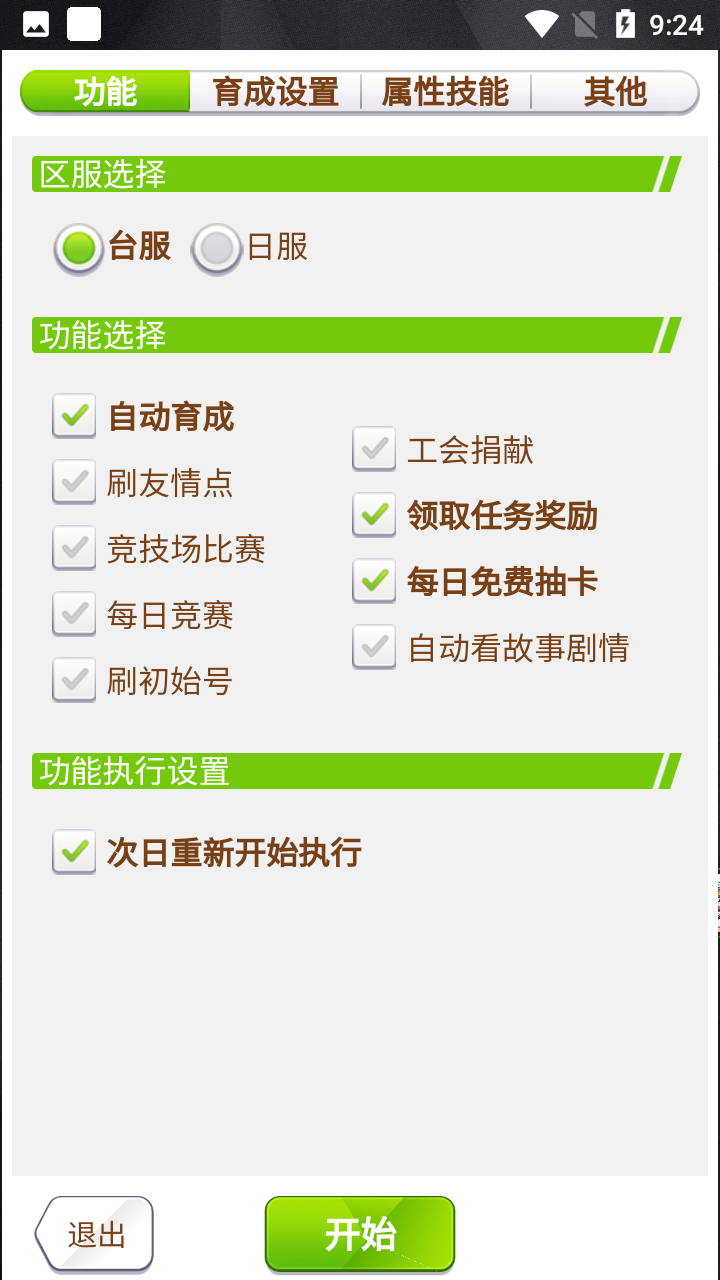 9:24
功能 育成设置 属性技能 其他
区服选择
台服 日服
功能选择
自动育成
刷友情点
竞技场比赛
每日竞赛
刷初始号
工会捐献
领取任务奖励
每日免费抽卡
自动看故事剧情
功能执行设置
次日重新开始执行
退出 开始